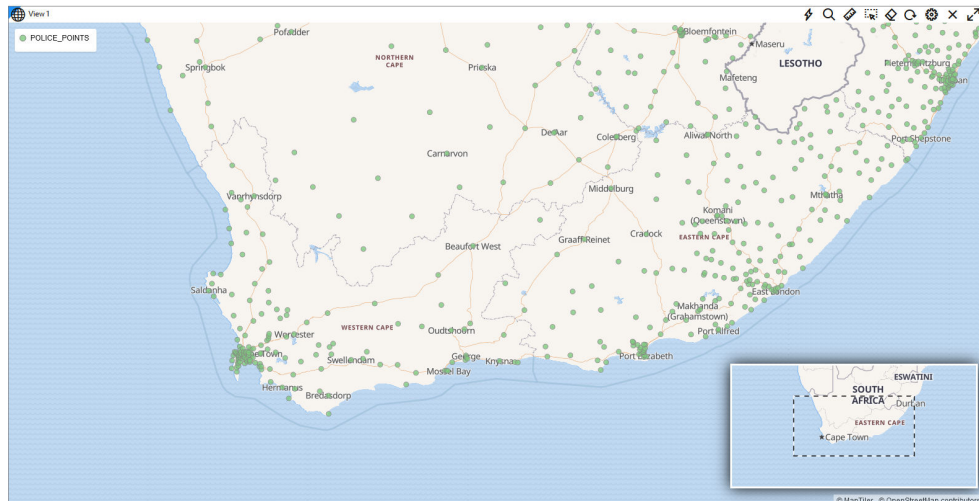 View 1
POLICE_POINTS
Pofadder
Bloemfontein
Maseru
LESOTHO
Pietermaritzburg
Springbok
NORTHERN
CAPE
Prieska
Mafeteng
De Aar
Colesberg
Aliwal North
Port Shepstone
Carnarvon
Vanrhynsdorp
Middelburg
Mthatha
Komani
(Queenstown)
Beaufort West
Graaff-Reinet
Cradock
EASTERN CAPE
Saldanha
East London
Makhanda
(Grahamstown)
Worcester
WESTERN CAPE
Oudtshoorn
Port Alfred
Swellendam
George
Knysna
Port Elizabeth
Mossel Bay
Hermanus
Bredasdorp
ESWATINI
SOUTH
AFRICA
Durban
EASTERN CAPE
Cape Town
© MapTiler © OpenStreetMap contributors